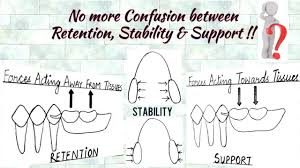 No more Confusion between
Retention, Stability & Support !!
Forces Acting AWAY FROM TISSUES
RETENTION
STABILITY
Forces Acting Towards Tissues
SUPPORT